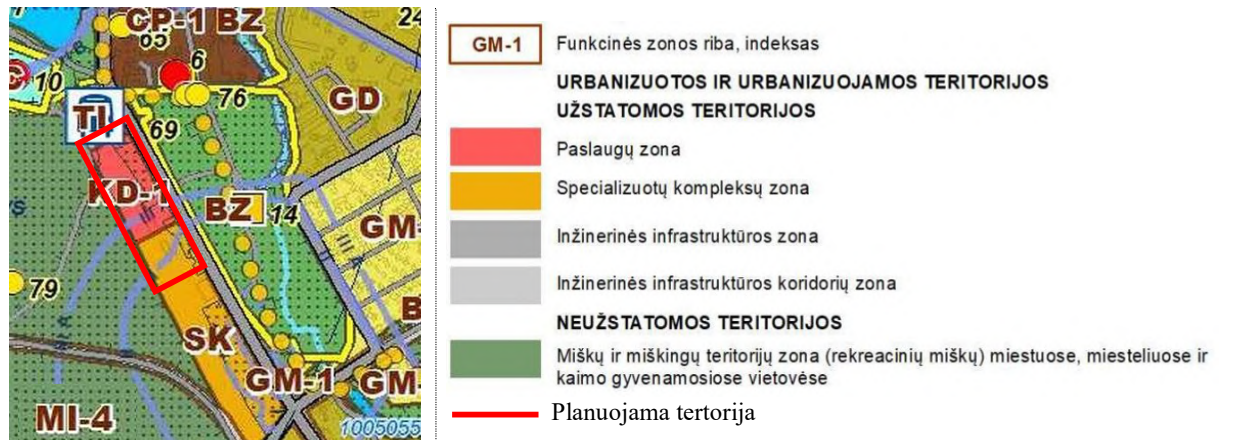 CP-1 BZ
24
65
6
10
76
GD
TI
69
KD-1
BZ
14
GM-
79
SK
B
GM-1
GM-
MI-4
1005055
GM-1 Funkcinės zonos riba, indeksas
URBANIZUOTOS IR URBANIZUOJAMOS TERITORIJOS
UŽSTATOMOS TERITORIJOS
Paslaugų zona
Specializuotų kompleksų zona
Inžinerinės infrastruktūros zona
Inžinerinės infrastruktūros koridorių zona
NEUŽSTATOMOS TERITORIJOS
Miškų ir miškingų teritorijų zona (rekreacinių miškų) miestuose, miesteliuose ir
kaimo gyvenamosiose vietovėse
Planuojama tertorija